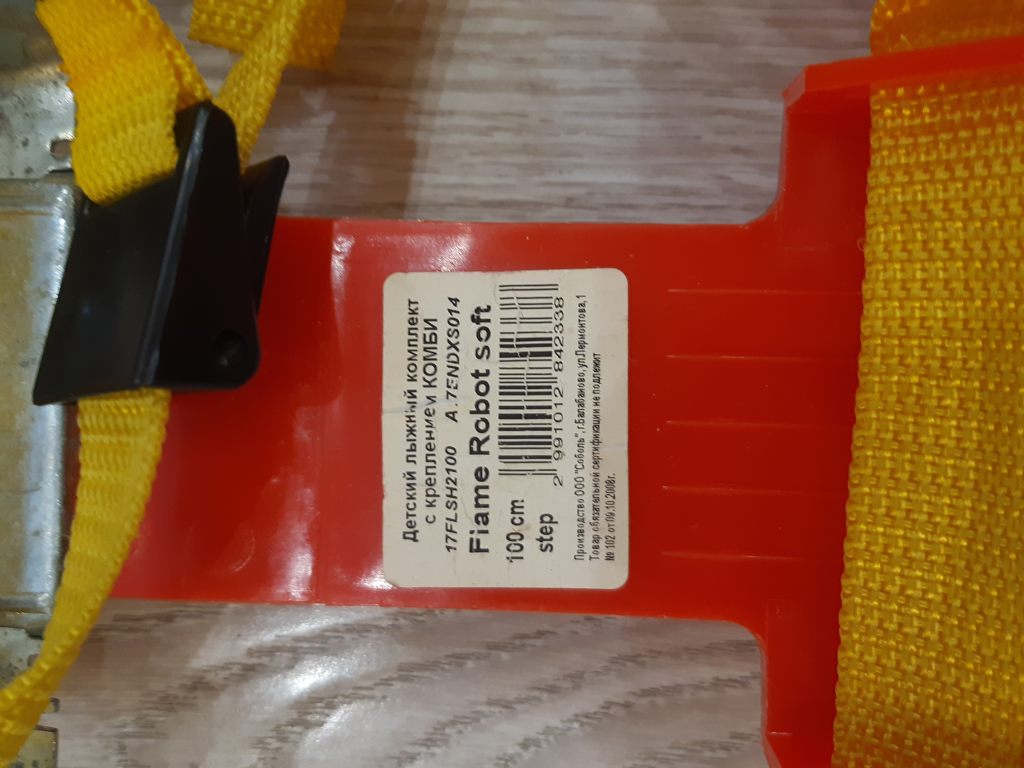 Детский лыжный комплект
с креплением КОМБИ
17FLSH2100 A17ENDXS014
Fiame Robot soft
100 cm
step
2 991012 842338
Производство ООО "Соболь", г.Балабаново, ул.Лермонтова,1
Товар обязательной сертификации не подлежит
№ 102 от 09.10.2008г.